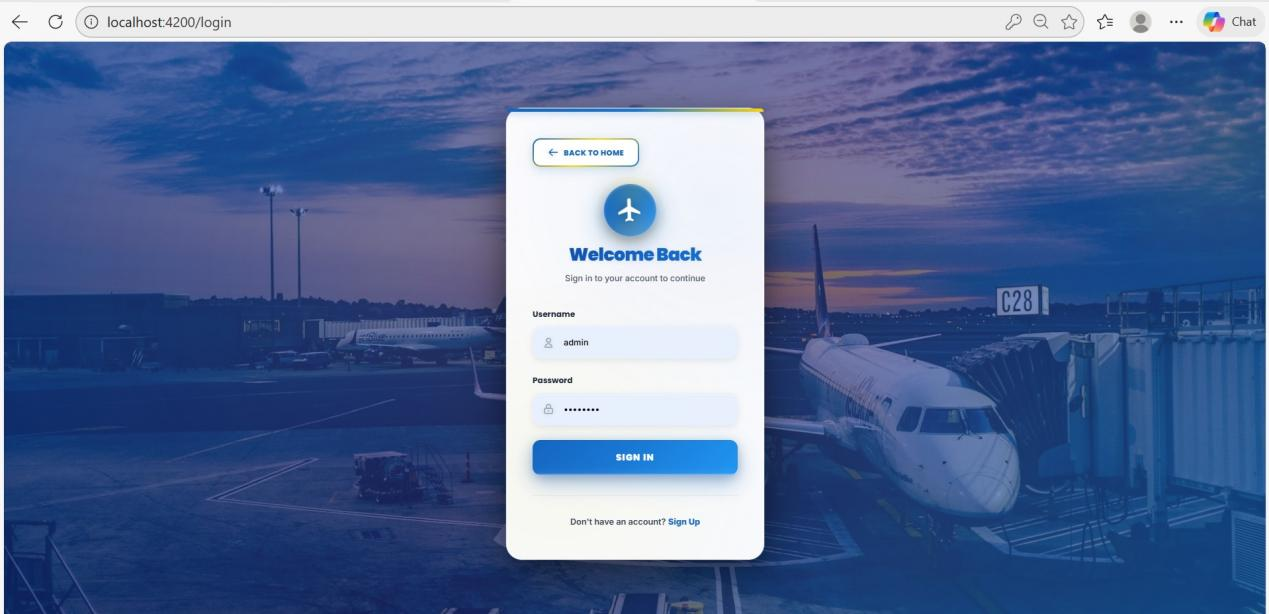 localhost:4200/login
Chat
BACK TO HOME
Welcome Back
Sign in to your account to continue
Username
admin
Password
••••••••
SIGN IN
Don't have an account? Sign Up
C28